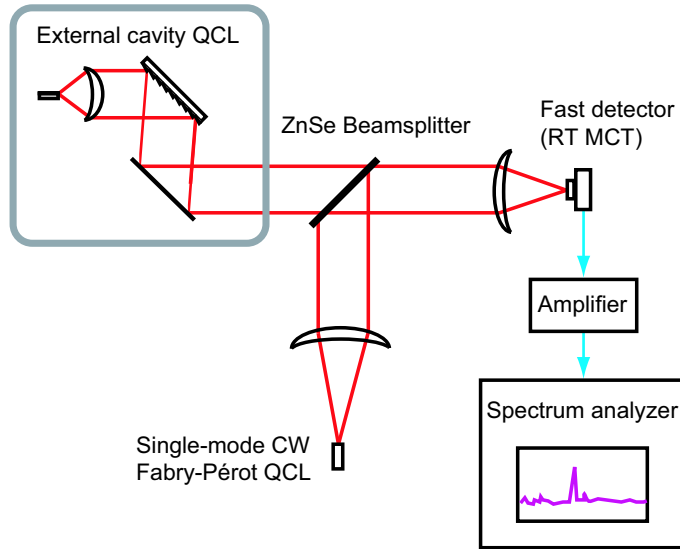 External cavity QCL
ZnSe Beamsplitter
Fast detector
(RT MCT)
Amplifier
Spectrum analyzer
Single-mode CW
Fabry-Pérot QCL